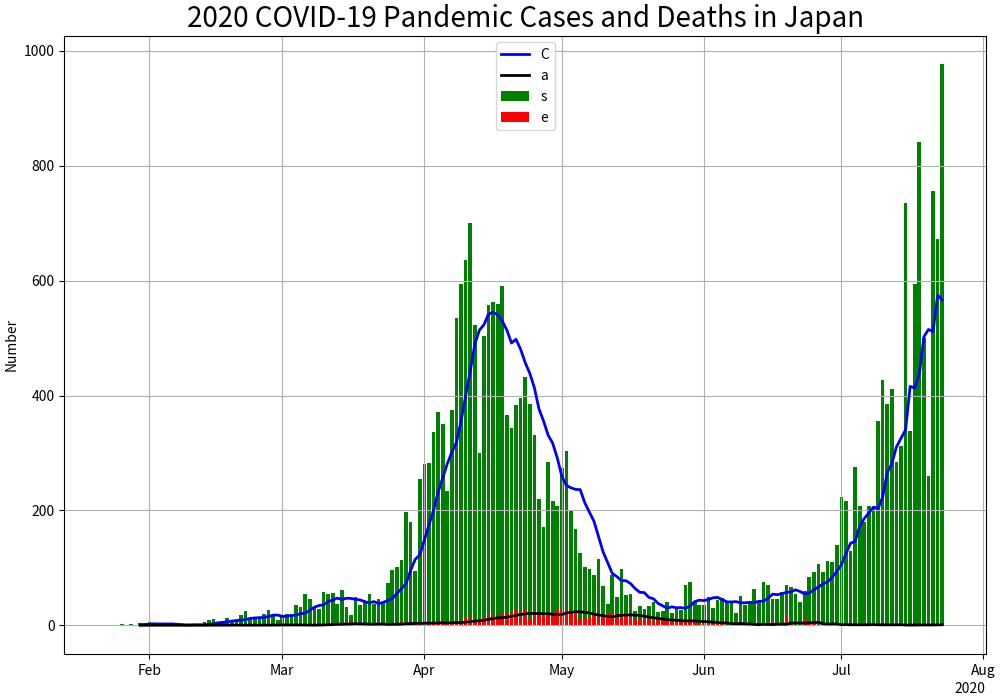 2020 COVID-19 Pandemic Cases and Deaths in Japan
1000
800
600
400
200
0
Number
C
a
s
e
Feb
Mar
Apr
May
Jun
Jul
Aug
2020